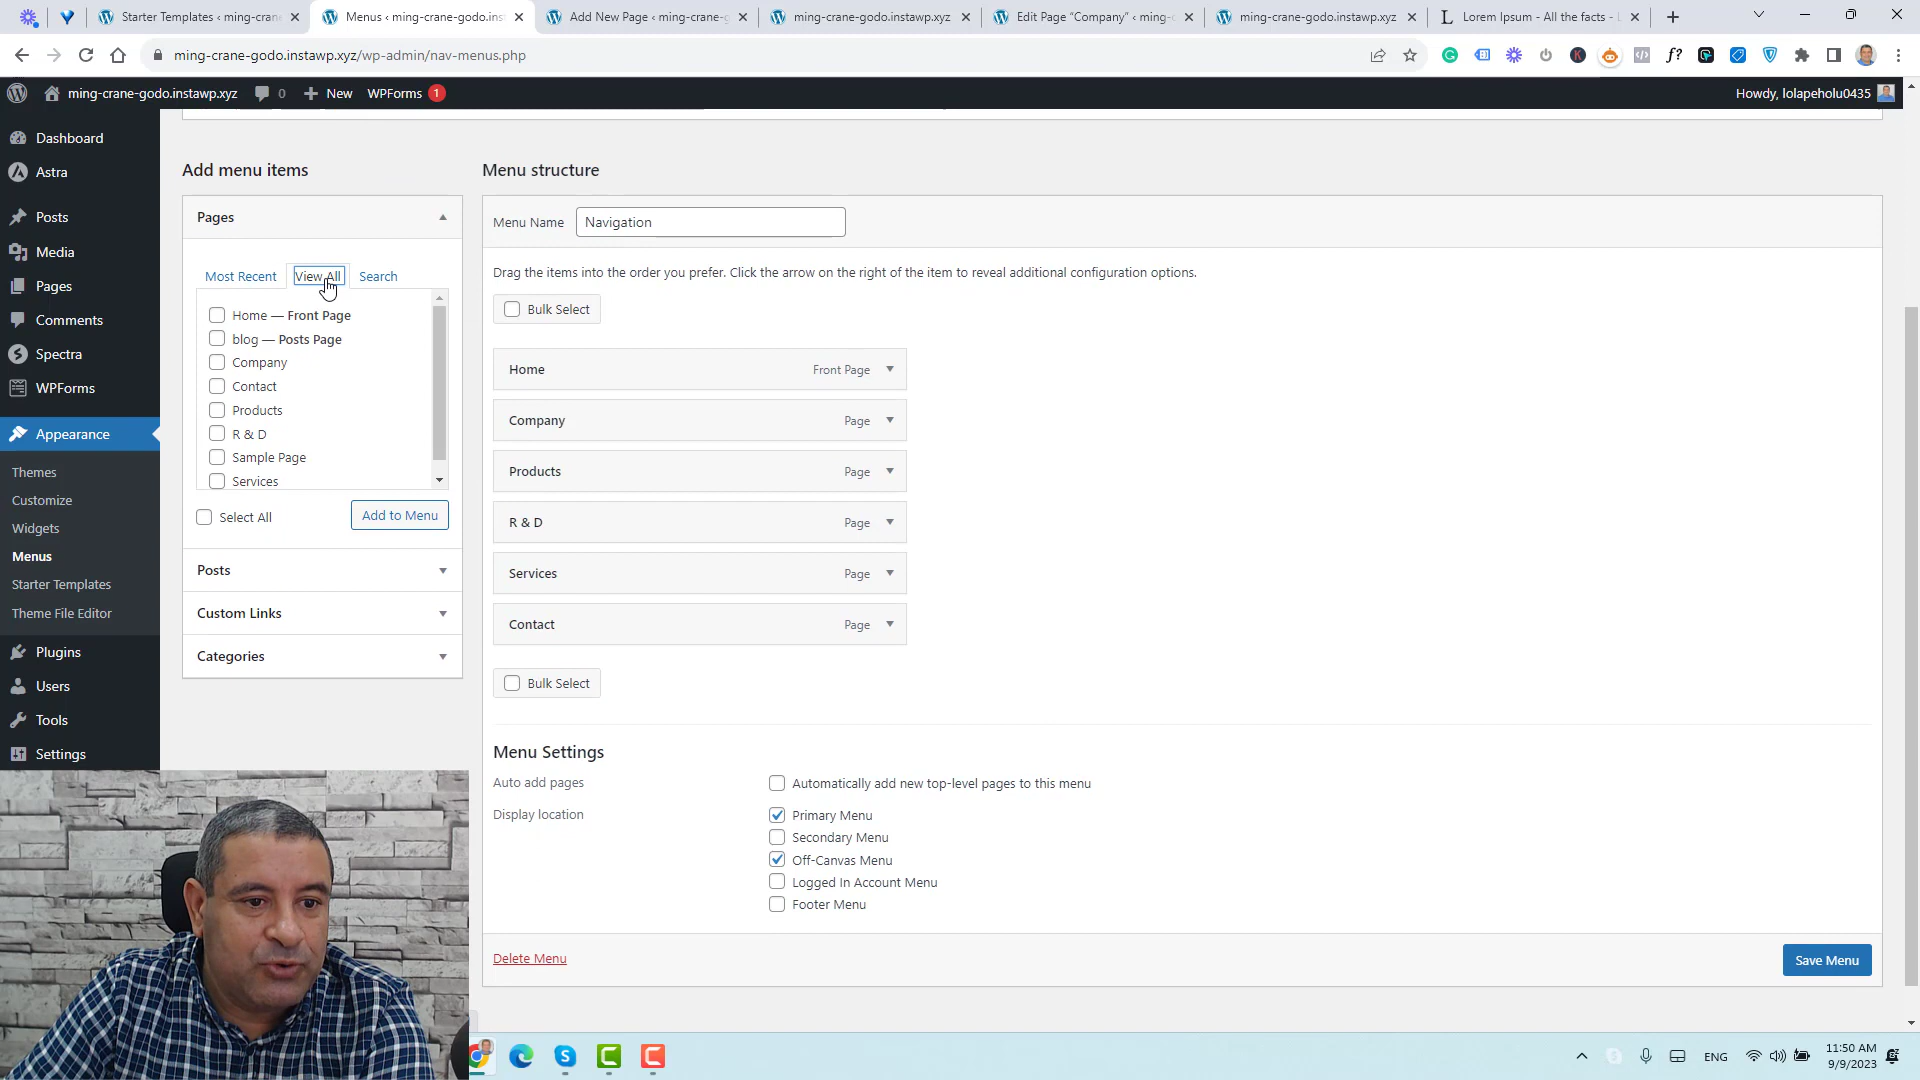 Starter Templates ‹ ming-crane
Menus ‹ ming-crane-godo.inst
Add New Page ‹ ming-crane-g
ming-crane-godo.instawp.xyz
Edit Page “Company” ‹ ming-
ming-crane-godo.instawp.xyz
Lorem Ipsum - All the facts -
ming-crane-godo.instawp.xyz/wp-admin/nav-menus.php
ming-crane-godo.instawp.xyz
0
New
WPForms 1
Howdy, lolapeholu0435
Dashboard
Astra
Posts
Media
Pages
Comments
Spectra
WPForms
Appearance
Themes
Customize
Widgets
Menus
Starter Templates
Theme File Editor
Plugins
Users
Tools
Settings
Add menu items
Pages
Most Recent
View All
Search
Home — Front Page
blog — Posts Page
Company
Contact
Products
R & D
Sample Page
Services
Select All
Add to Menu
Posts
Custom Links
Categories
Menu structure
Menu Name
Navigation
Drag the items into the order you prefer. Click the arrow on the right of the item to reveal additional configuration options.
Bulk Select
Home Front Page
Company Page
Products Page
R & D Page
Services Page
Contact Page
Bulk Select
Menu Settings
Auto add pages
Automatically add new top-level pages to this menu
Display location
Primary Menu
Secondary Menu
Off-Canvas Menu
Logged In Account Menu
Footer Menu
Delete Menu
Save Menu
ENG
11:50 AM
9/9/2023